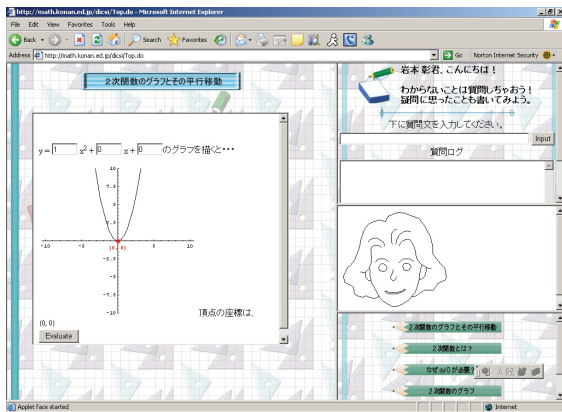 http://math.konan.ed.jp/dicsi/Top.do - Microsoft Internet Explorer
File Edit View Favorites Tools Help
Back Search Favorites
Address http://math.konan.ed.jp/dicsi/Top.do Go Norton Internet Security
2次関数のグラフとその平行移動
y = 1 x² + 0 x + 0 のグラフを描くと・・・
10
7.5
5
2.5
-10 -5 5 10
(0, 0)
-2.5
-5
-7.5
-10
頂点の座標は、
(0, 0)
Evaluate
岩本 彰君、こんにちは！
わからないことは質問しちゃおう！
疑問に思ったことも書いてみよう。
下に質問文を入力してください。
Input
質問ログ
2次関数のグラフとその平行移動
2次関数とは？
なぜ a≠0 が必要？
2次関数のグラフ
Applet face started Internet